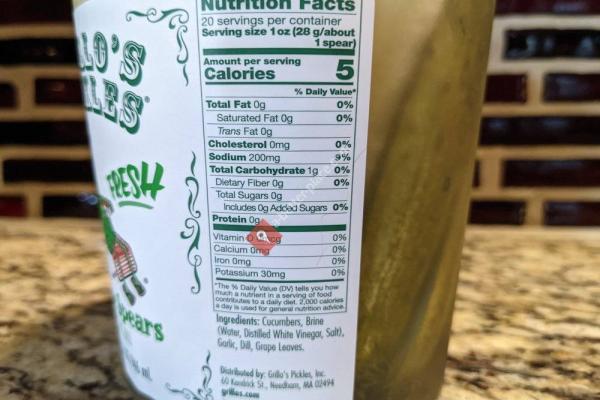 LO'S
LES
FRESH
spears
Nutrition Facts
20 servings per container
Serving size 1 oz (28 g/about
1 spear)
Amount per serving
Calories 5
% Daily Value*
Total Fat 0g 0%
Saturated Fat 0g 0%
Trans Fat 0g
Cholesterol 0mg 0%
Sodium 200mg 9%
Total Carbohydrate 1g 0%
Dietary Fiber 0g 0%
Total Sugars 0g
Includes 0g Added Sugars 0%
Protein 0g
Vitamin D 0%
Calcium 0mg 0%
Iron 0mg 0%
Potassium 30mg 0%
*The % Daily Value (DV) tells you how
much a nutrient in a serving of food
contributes to a daily diet. 2,000 calories
a day is used for general nutrition advice.
Ingredients: Cucumbers, Brine
(Water, Distilled White Vinegar, Salt),
Garlic, Dill, Grape Leaves.
Distributed by: Grillo's Pickles, Inc.
60 Kendrick St., Needham, MA 02494
grillos.com